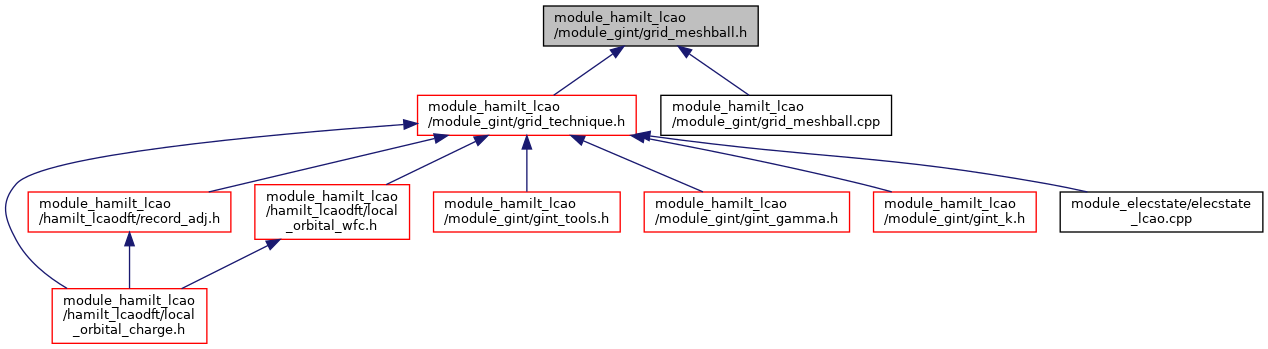 module_hamilt_lcao
/module_gint/grid_meshball.h
module_hamilt_lcao
/module_gint/grid_technique.h
module_hamilt_lcao
/module_gint/grid_meshball.cpp
module_hamilt_lcao
/hamilt_lcaodft/record_adj.h
module_hamilt_lcao
/hamilt_lcaodft/local
_orbital_wfc.h
module_hamilt_lcao
/module_gint/gint_tools.h
module_hamilt_lcao
/module_gint/gint_gamma.h
module_hamilt_lcao
/module_gint/gint_k.h
module_elecstate/elecstate
_lcao.cpp
module_hamilt_lcao
/hamilt_lcaodft/local
_orbital_charge.h